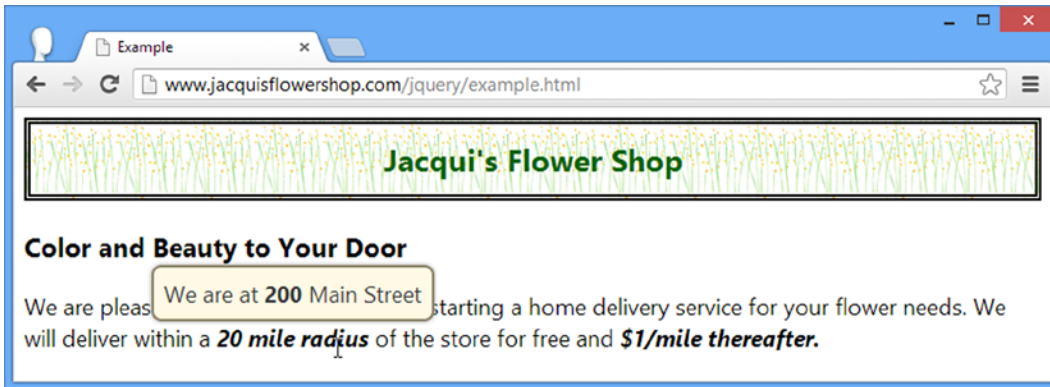 Example
www.jacquisflowershop.com/jquery/example.html
Jacqui's Flower Shop
Color and Beauty to Your Door
We are at 200 Main Street
We are pleas starting a home delivery service for your flower needs. We
will deliver within a 20 mile radius of the store for free and $1/mile thereafter.